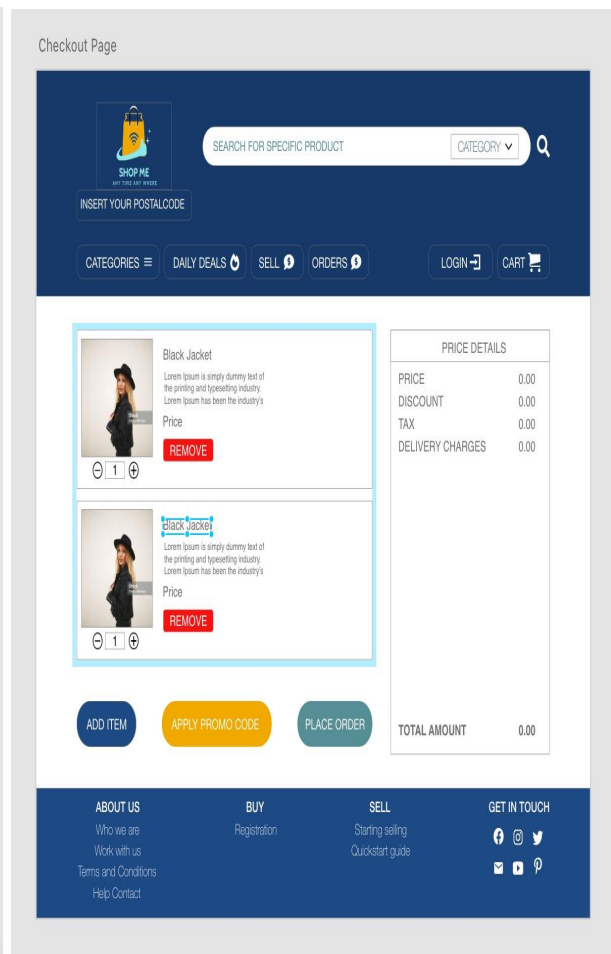 Checkout Page
SHOP ME
ANY TIME ANY WHERE
SEARCH FOR SPECIFIC PRODUCT
CATEGORY
INSERT YOUR POSTALCODE
CATEGORIES
DAILY DEALS
SELL
ORDERS
LOGIN
CART
Black Jacket
Lorem Ipsum is simply dummy text of
the printing and typesetting industry.
Lorem Ipsum has been the industry's
Price
REMOVE
1
Black Jacket
Lorem Ipsum is simply dummy text of
the printing and typesetting industry.
Lorem Ipsum has been the industry's
Price
REMOVE
1
PRICE DETAILS
PRICE 0.00
DISCOUNT 0.00
TAX 0.00
DELIVERY CHARGES 0.00
TOTAL AMOUNT 0.00
ADD ITEM
APPLY PROMO CODE
PLACE ORDER
ABOUT US
Who we are
Work with us
Terms and Conditions
Help Contact
BUY
Registration
SELL
Starting selling
Quickstart guide
GET IN TOUCH